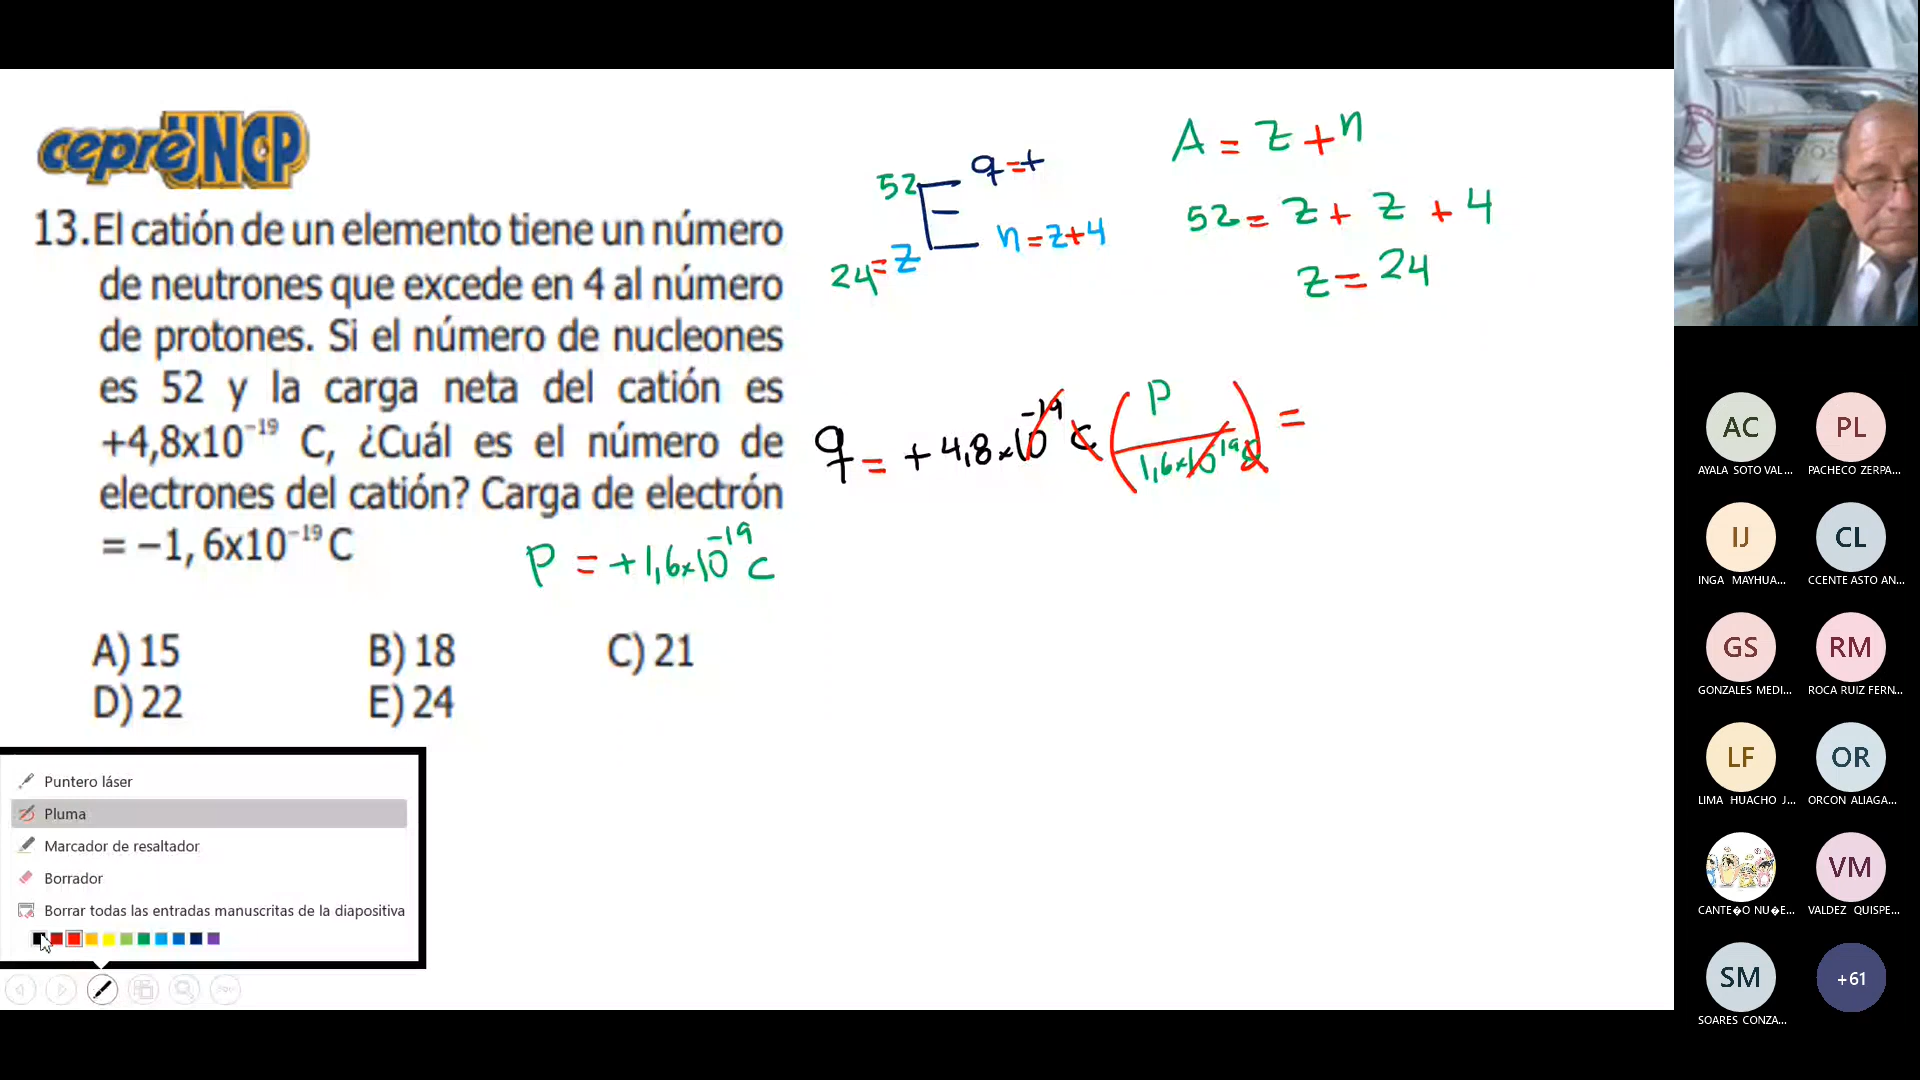 cepreUNCP
13. El catión de un elemento tiene un número
de neutrones que excede en 4 al número
de protones. Si el número de nucleones
es 52 y la carga neta del catión es
+4,8x10⁻¹⁹ C, ¿Cuál es el número de
electrones del catión? Carga de electrón
= −1, 6x10⁻¹⁹ C
P = +1,6x10⁻¹⁹ C
A) 15 B) 18 C) 21
D) 22 E) 24
52 E q=+
24=Z n=z+4
A = Z + n
52 = Z + Z + 4
Z = 24
q = +4,8x10⁻¹⁹ C (P / 1,6x10⁻¹⁹ C) =
Puntero láser
Pluma
Marcador de resaltador
Borrador
Borrar todas las entradas manuscritas de la diapositiva
AC PL
AYALA SOTO VAL... PACHECO ZERPA...
IJ CL
INGA MAYHUA... CCENTE ASTO AN...
GS RM
GONZALES MEDI... ROCA RUIZ FERN...
LF OR
LIMA HUACHO J... ORCON ALIAGA...
VM
CANTE�O NU�E... VALDEZ QUISPE...
SM +61
SOARES CONZA...